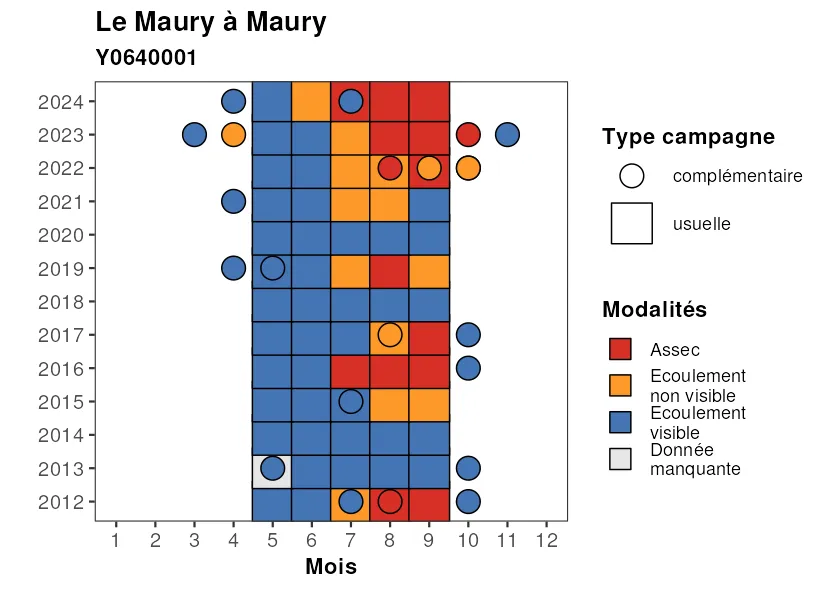 Le Maury à Maury
Y0640001
2024
2023
2022
2021
2020
2019
2018
2017
2016
2015
2014
2013
2012
1 2 3 4 5 6 7 8 9 10 11 12
Mois
Type campagne
complémentaire
usuelle
Modalités
Assec
Ecoulement
non visible
Ecoulement
visible
Donnée
manquante